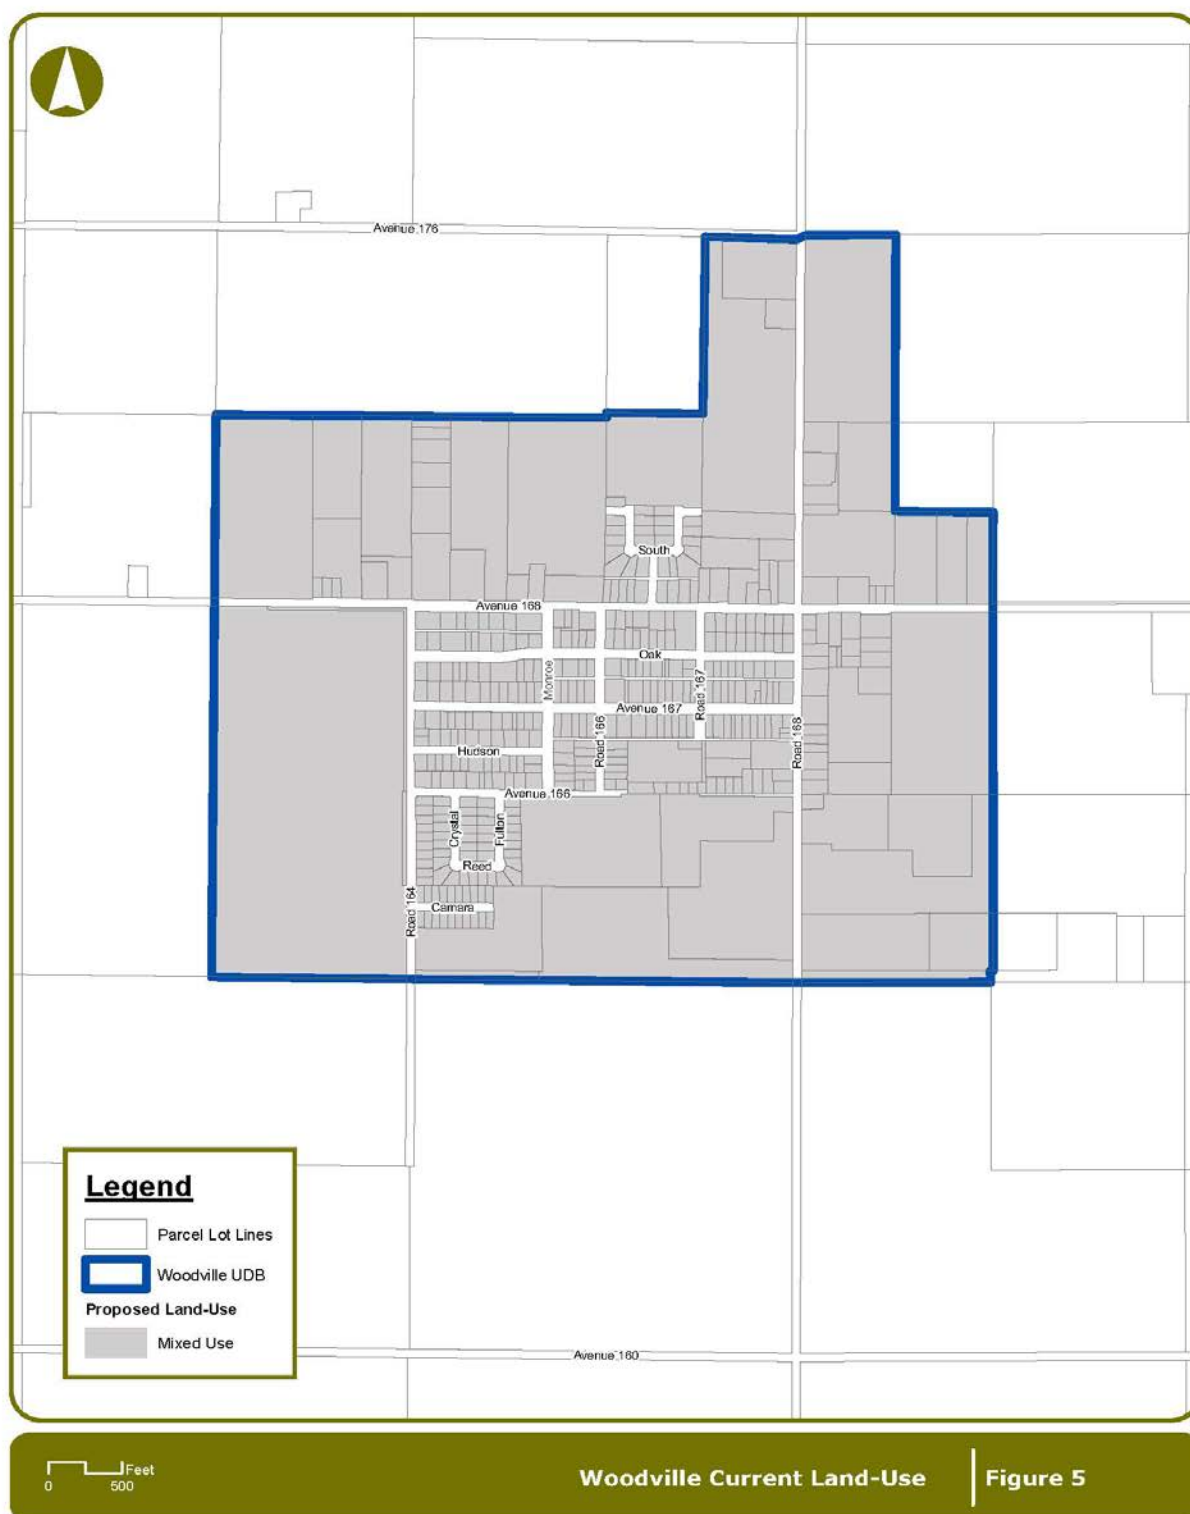 Avenue 176
South
Avenue 168
Oak
Monroe
Road 167
Avenue 167
Road 166
Road 168
Hudson
Avenue 166
Crystal
Fulton
Reed
Road 164
Camara
Legend
Parcel Lot Lines
Woodville UDB
Proposed Land-Use
Mixed Use
Avenue 160
Feet
0 500
Woodville Current Land-Use
Figure 5